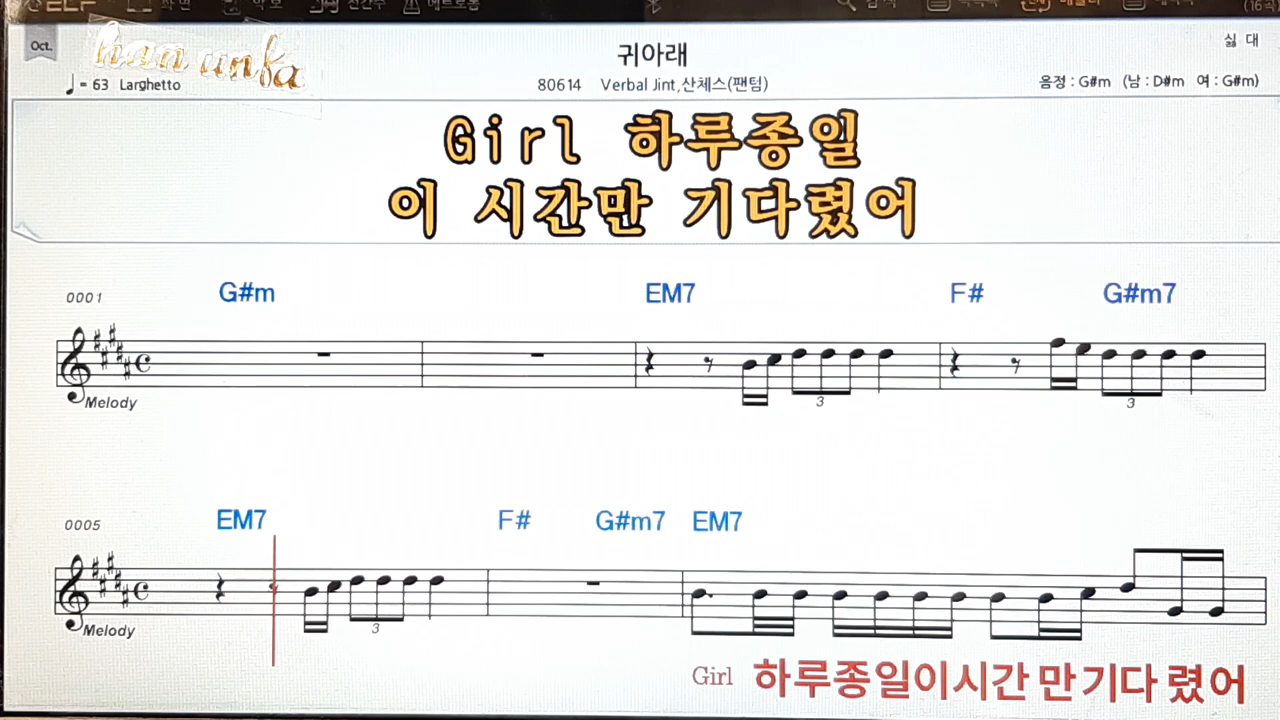 Oct.
han unfa
귀아래
싫 대
♩ = 63 Larghetto
80614 Verbal Jint,산체스(팬텀)
음정 : G#m (남 : D#m 여 : G#m)
Girl 하루종일
이 시간만 기다렸어
0001 G#m EM7 F# G#m7
Melody
3 3
0005 EM7 F# G#m7 EM7
Melody
3
Girl 하루종일이시간만기다렸어